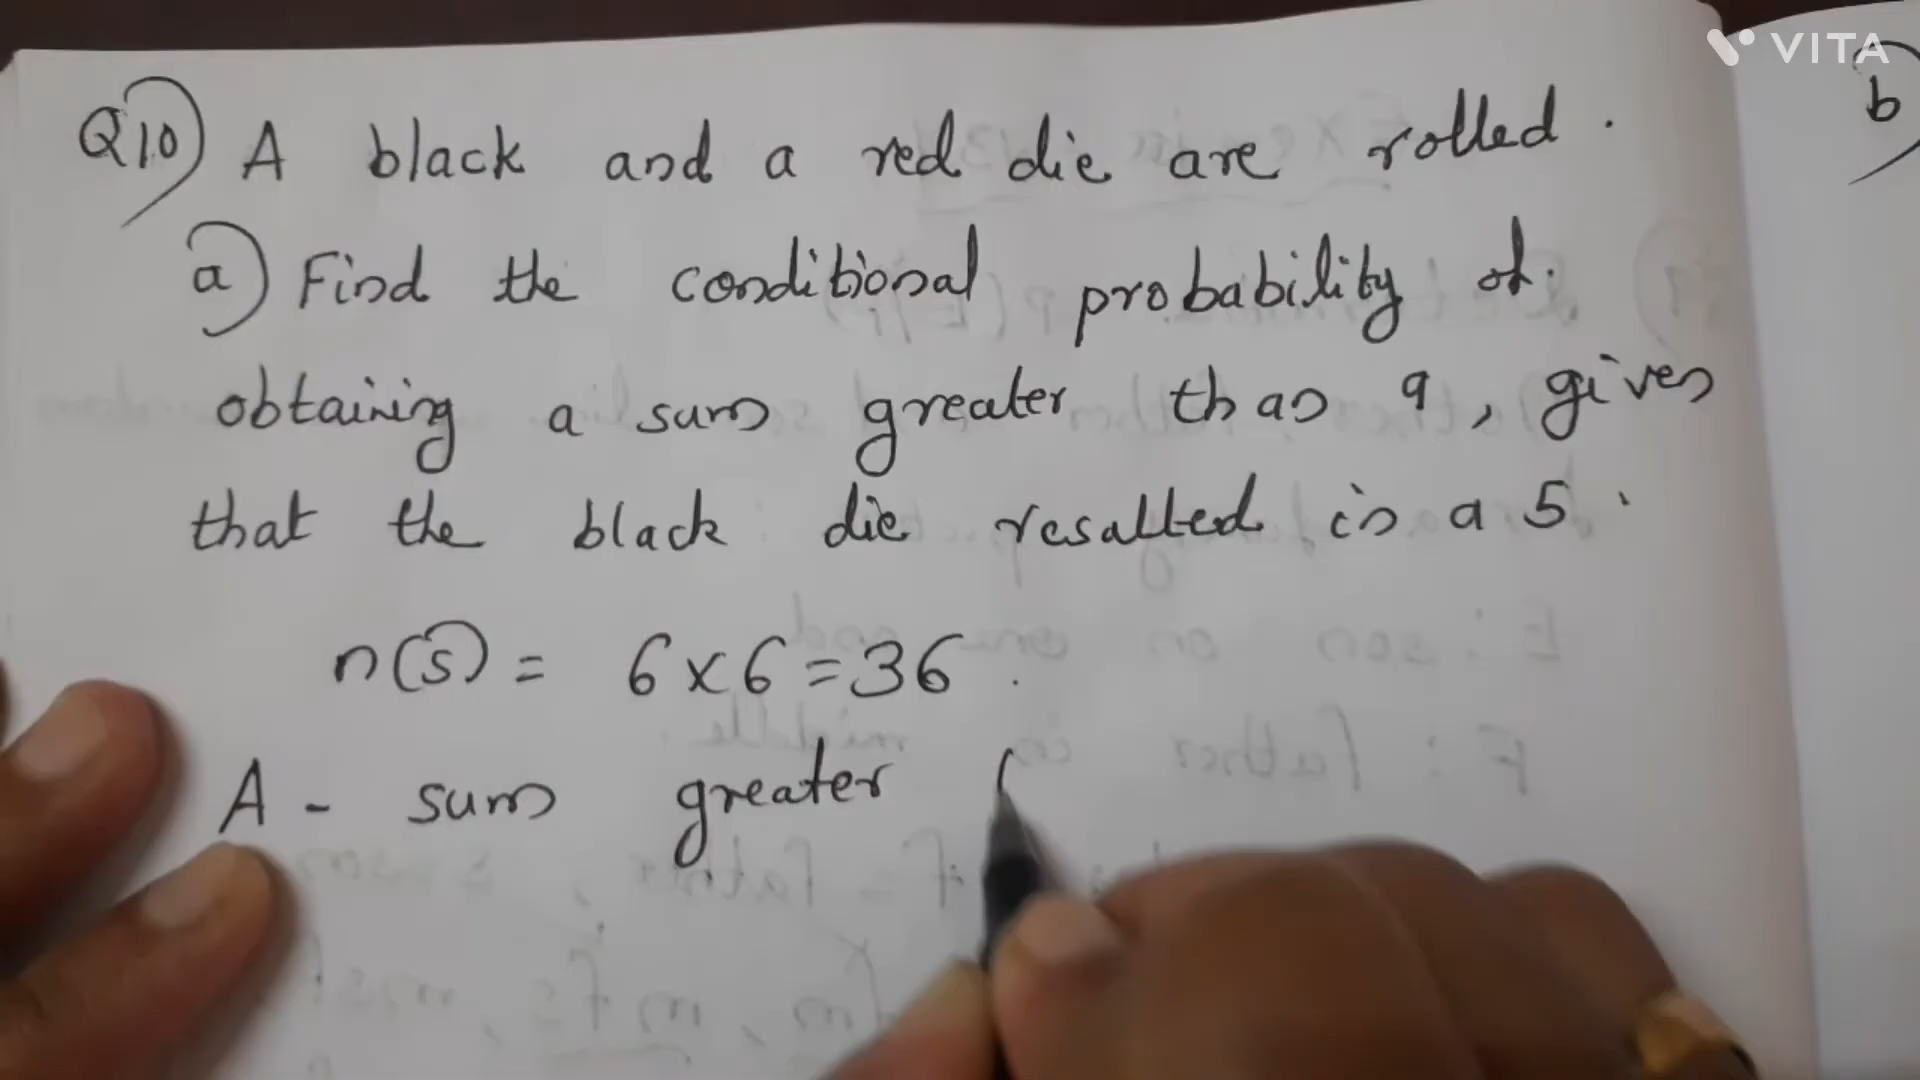 VITA
Q10) A black and a red die are rolled.
a) Find the conditional probability of
obtaining a sum greater than 9, given
that the black die resulted in a 5.
n(S) = 6 x 6 = 36.
A - sum greater
b)